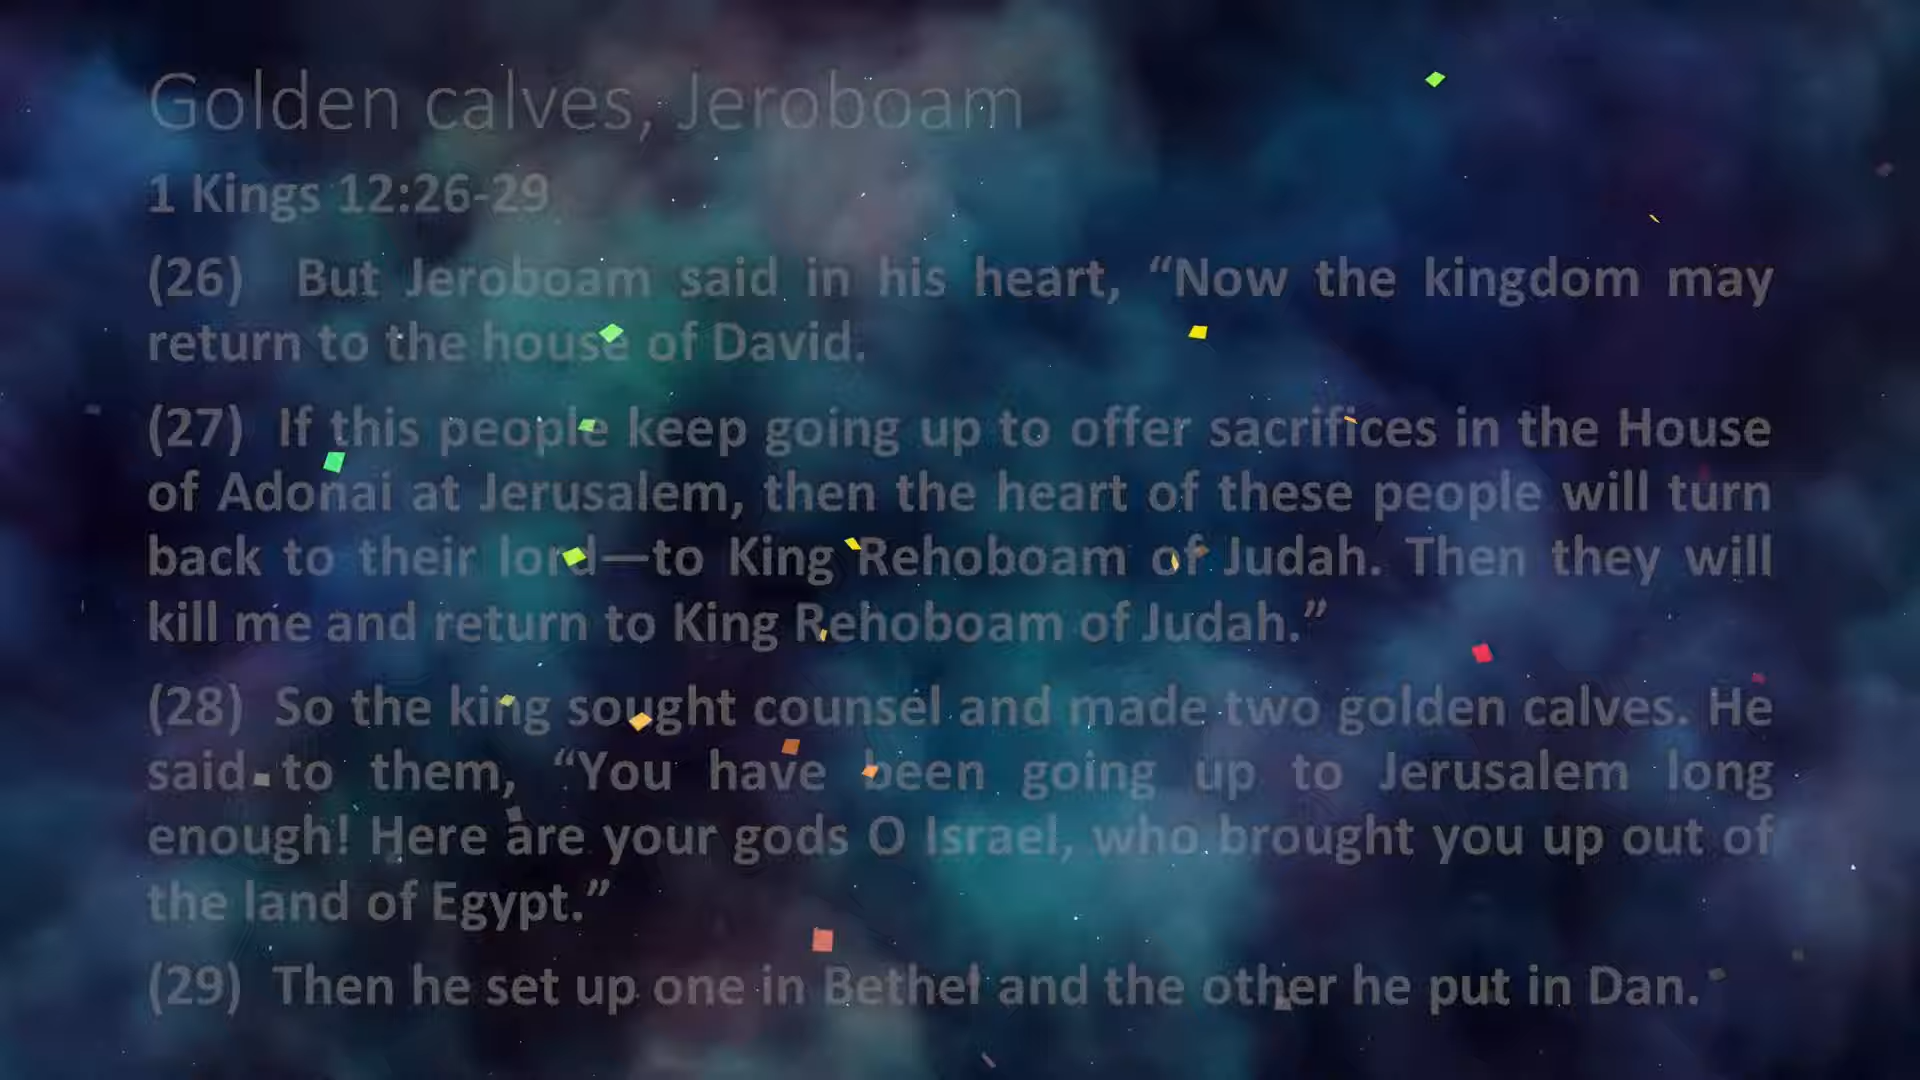 Golden calves, Jeroboam
1 Kings 12:26-29
(26) But Jeroboam said in his heart, “Now the kingdom may
return to the house of David.
(27) If this people keep going up to offer sacrifices in the House
of Adonai at Jerusalem, then the heart of these people will turn
back to their lord—to King Rehoboam of Judah. Then they will
kill me and return to King Rehoboam of Judah.”
(28) So the king sought counsel and made two golden calves. He
said to them, “You have been going up to Jerusalem long
enough! Here are your gods O Israel, who brought you up out of
the land of Egypt.”
(29) Then he set up one in Bethel and the other he put in Dan.